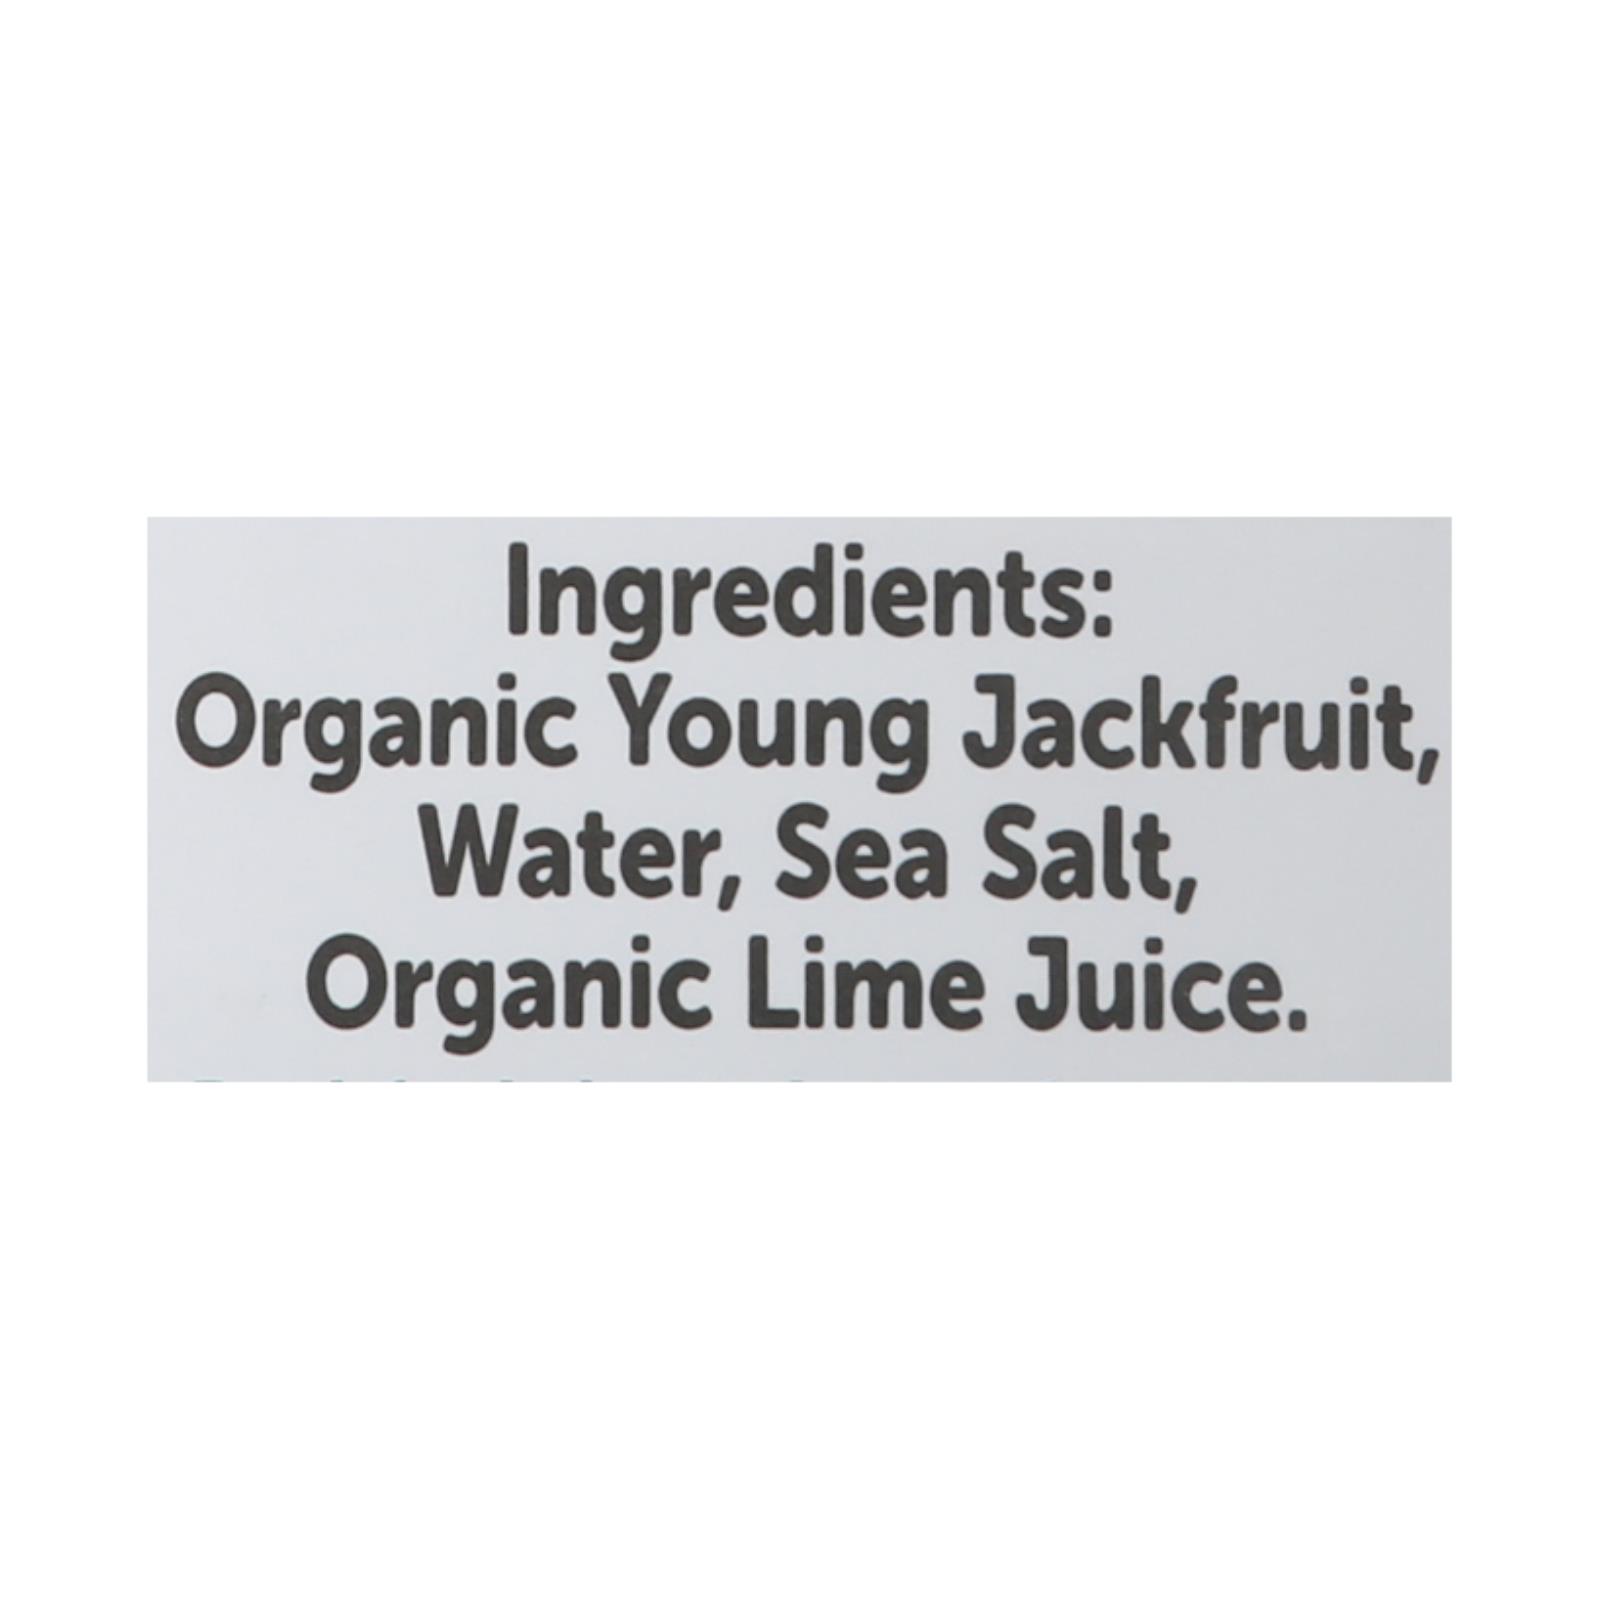 Ingredients:
Organic Young Jackfruit,
Water, Sea Salt,
Organic Lime Juice.